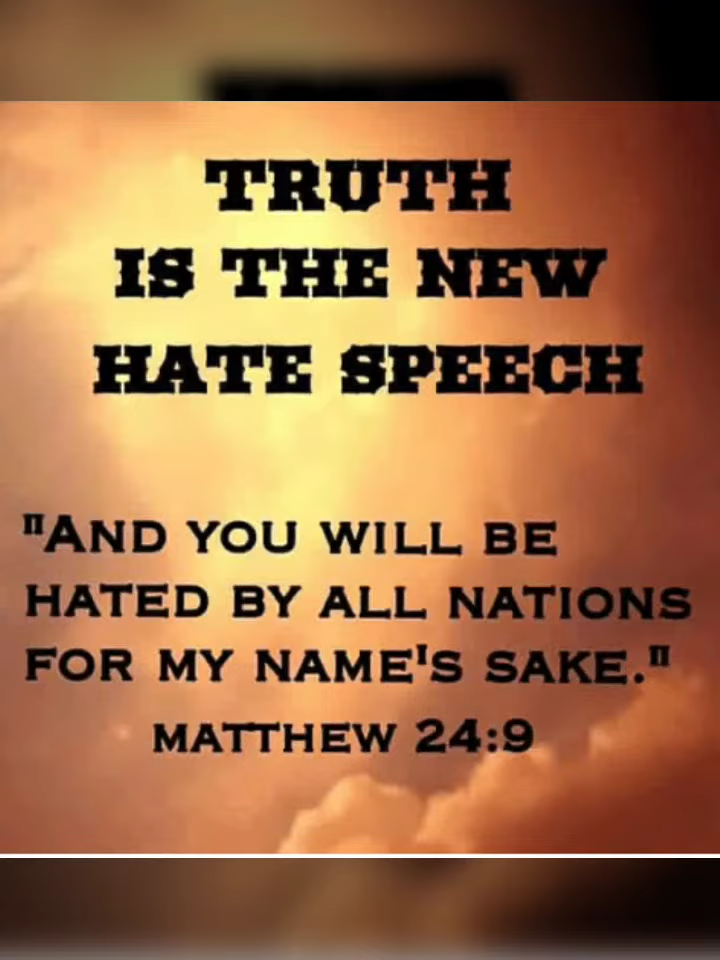 TRUTH
IS THE NEW
HATE SPEECH
"AND YOU WILL BE
HATED BY ALL NATIONS
FOR MY NAME'S SAKE."
MATTHEW 24:9